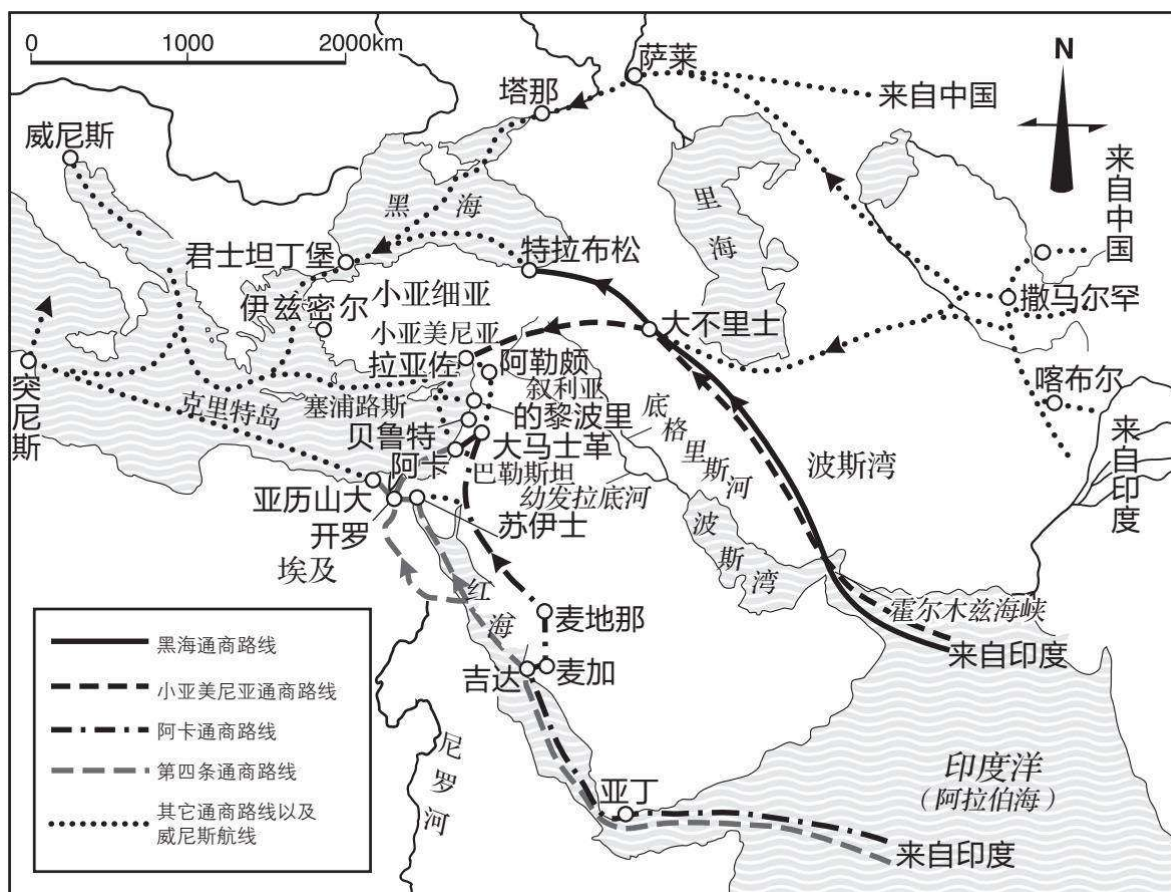 0
1000
2000km
N
萨莱
塔那
来自中国
威尼斯
来自中国
黑海
里海
君士坦丁堡
特拉布松
伊兹密尔
小亚细亚
撒马尔罕
小亚美尼亚
大不里士
拉亚佐
阿勒颇
突尼斯
克里特岛
塞浦路斯
叙利亚
的黎波里
喀布尔
贝鲁特
大马士革
底格里斯河
阿卡
巴勒斯坦
幼发拉底河
波斯湾
来自印度
亚历山大
开罗
苏伊士
波斯湾
埃及
红海
麦地那
霍尔木兹海峡
来自印度
吉达
麦加
尼罗河
亚丁
印度洋
（阿拉伯海）
来自印度
黑海通商路线
小亚美尼亚通商路线
阿卡通商路线
第四条通商路线
其它通商路线以及
威尼斯航线